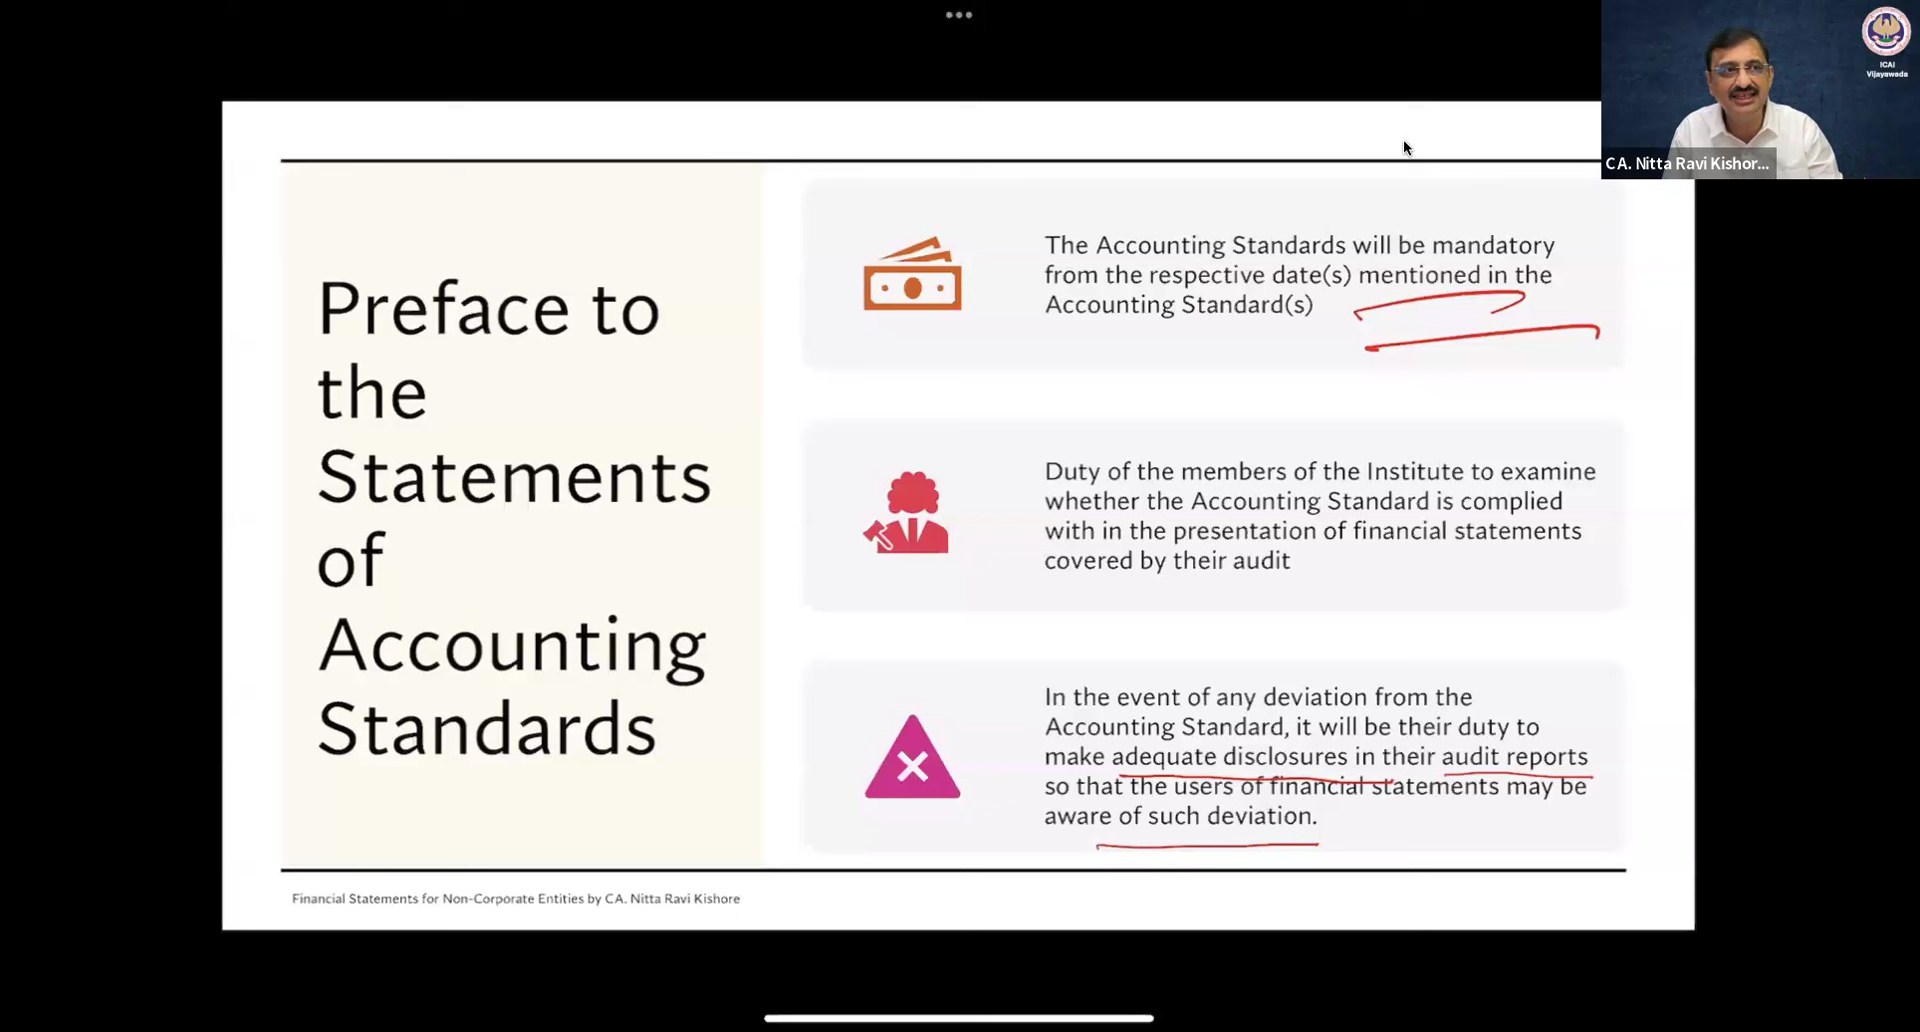 ICAI
Vijayawada
CA. Nitta Ravi Kishor...
Preface to
the
Statements
of
Accounting
Standards
The Accounting Standards will be mandatory
from the respective date(s) mentioned in the
Accounting Standard(s)
Duty of the members of the Institute to examine
whether the Accounting Standard is complied
with in the presentation of financial statements
covered by their audit
In the event of any deviation from the
Accounting Standard, it will be their duty to
make adequate disclosures in their audit reports
so that the users of financial statements may be
aware of such deviation.
Financial Statements for Non-Corporate Entities by CA. Nitta Ravi Kishore